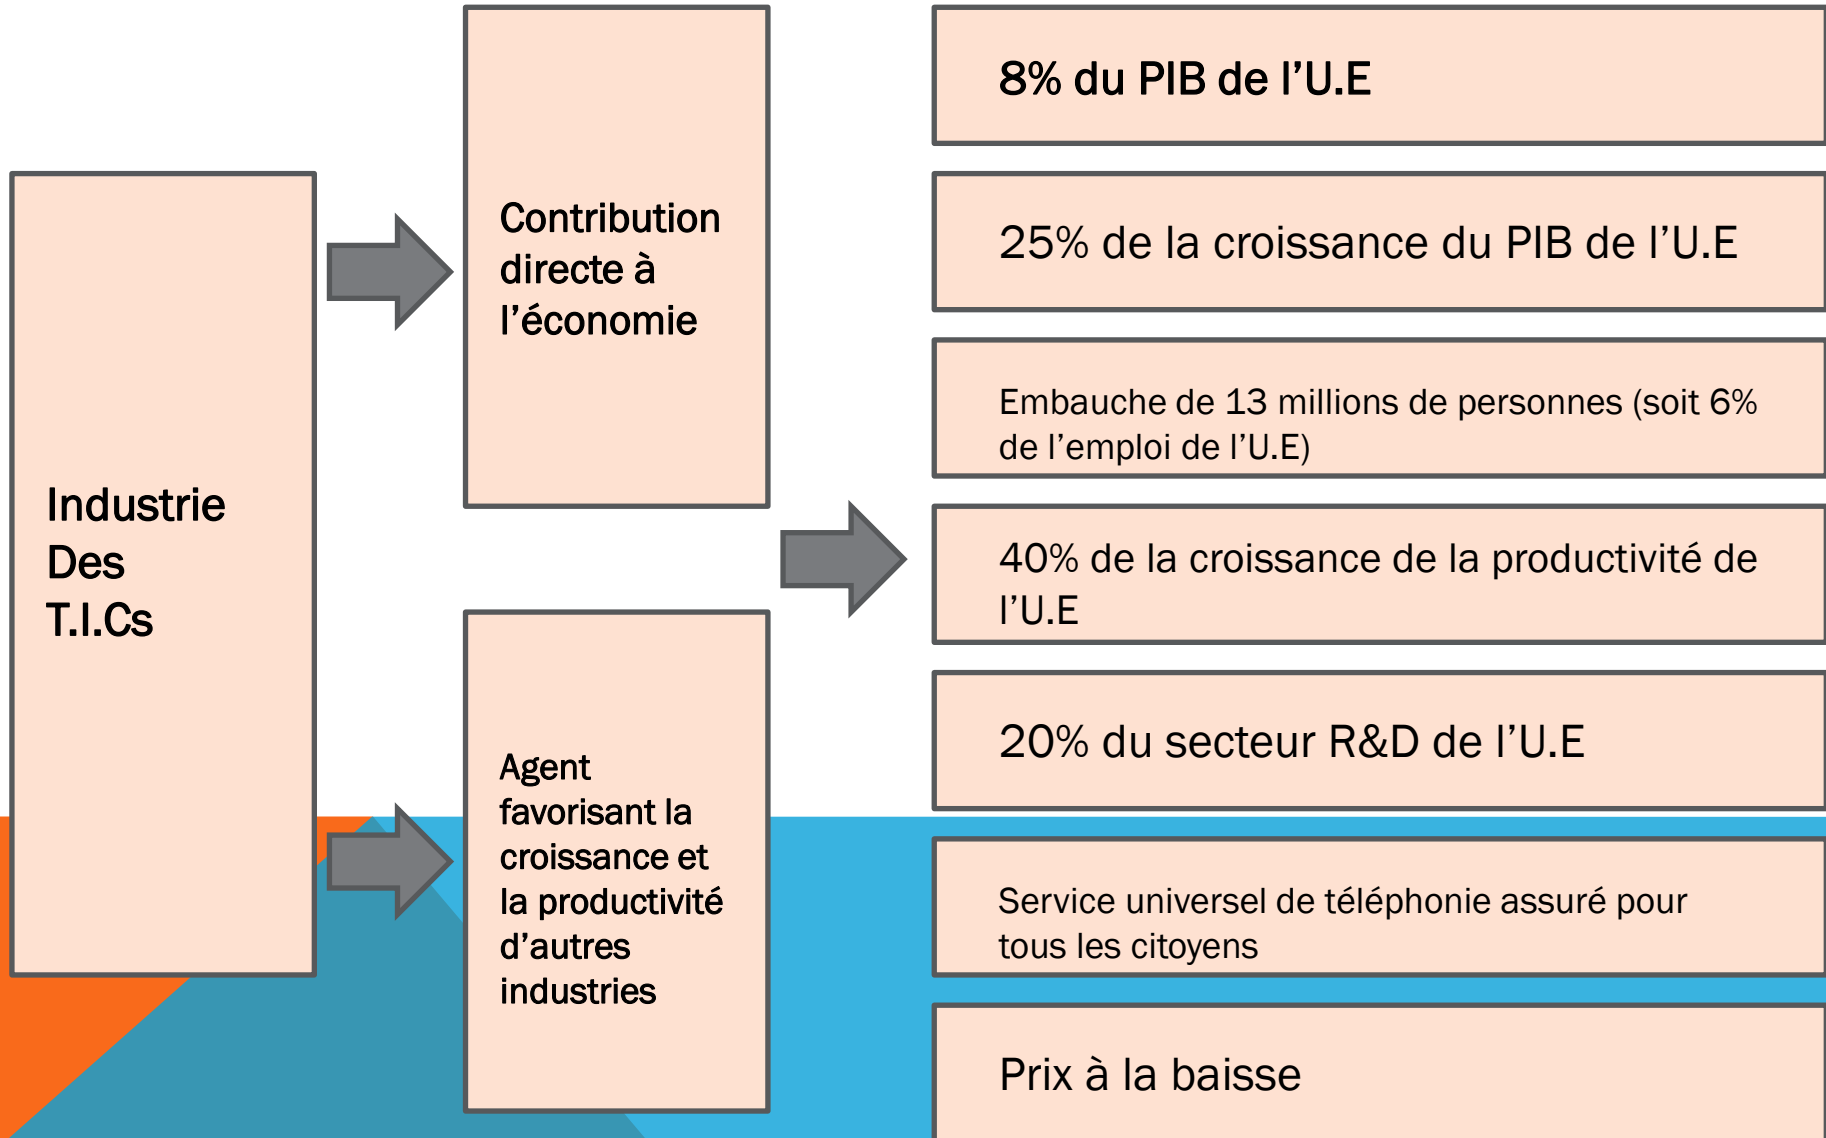 Industrie
Des
T.I.Cs
Contribution
directe à
l’économie
Agent
favorisant la
croissance et
la productivité
d’autres
industries
8% du PIB de l’U.E
25% de la croissance du PIB de l’U.E
Embauche de 13 millions de personnes (soit 6%
de l’emploi de l’U.E)
40% de la croissance de la productivité de
l’U.E
20% du secteur R&D de l’U.E
Service universel de téléphonie assuré pour
tous les citoyens
Prix à la baisse